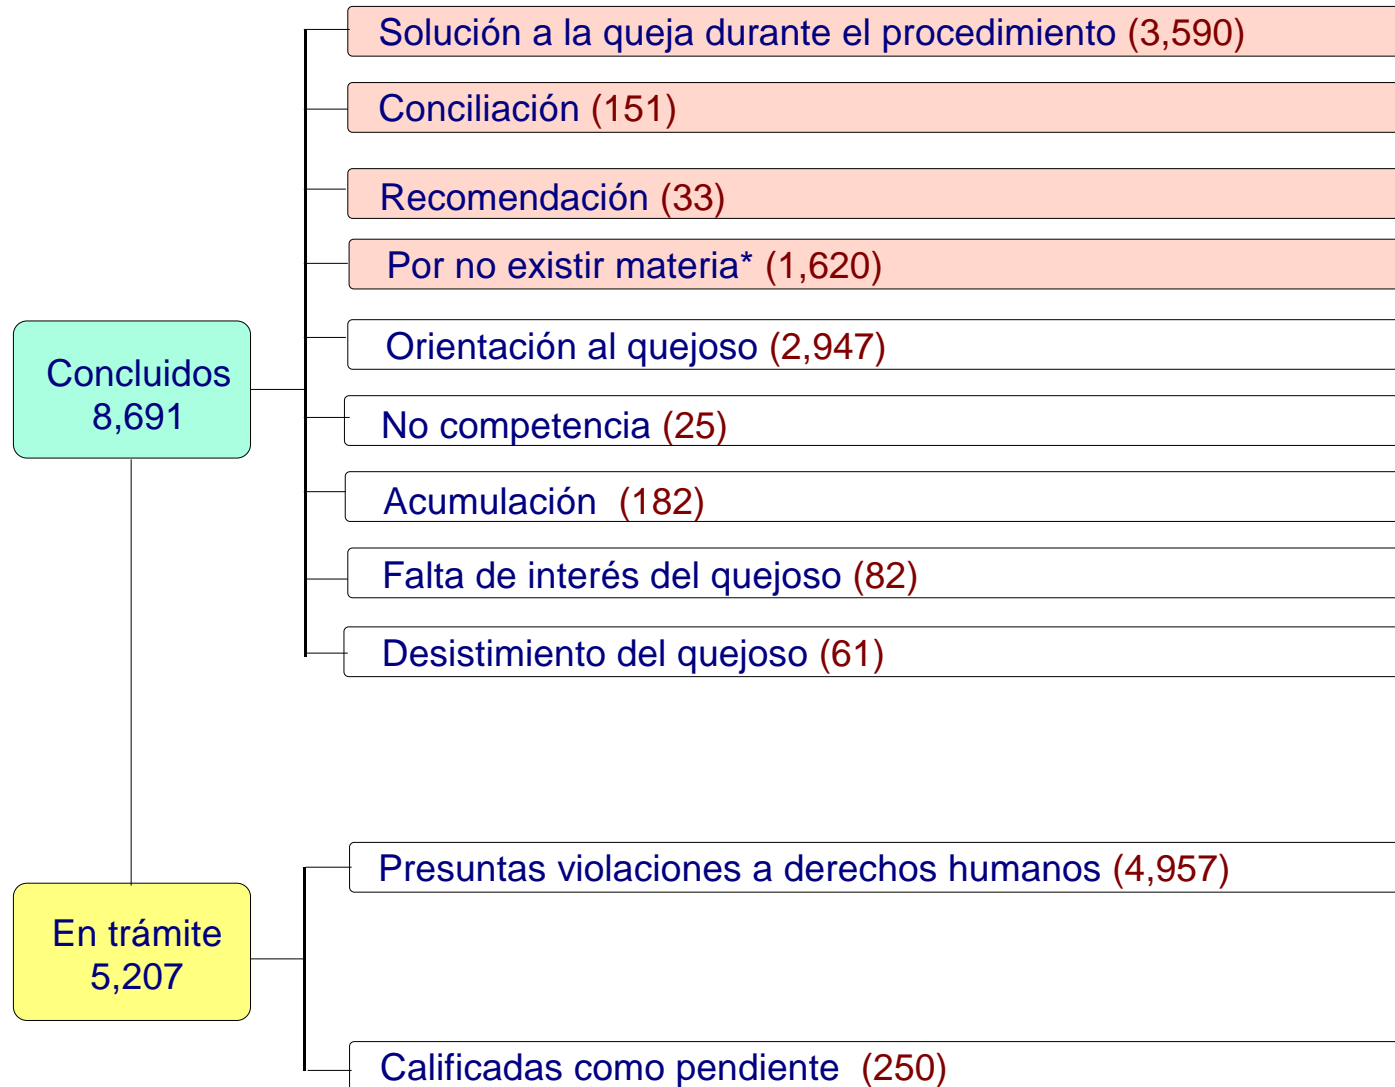 Solución a la queja durante el procedimiento (3,590)
Conciliación (151)
Recomendación (33)
Por no existir materia* (1,620)
Orientación al quejoso (2,947)
Concluidos
8,691
No competencia (25)
Acumulación (182)
Falta de interés del quejoso (82)
Desistimiento del quejoso (61)
Presuntas violaciones a derechos humanos (4,957)
En trámite
5,207
Calificadas como pendiente (250)